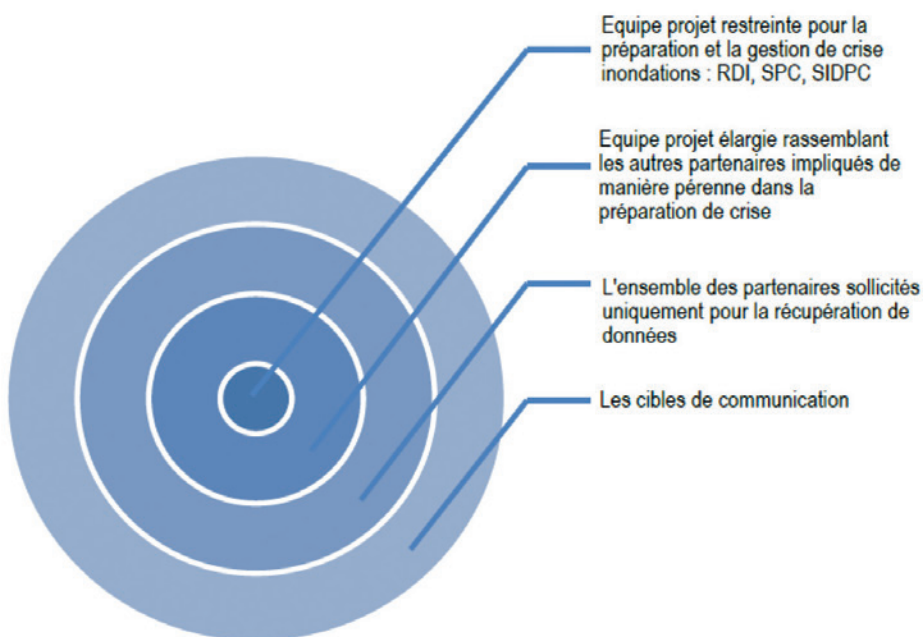 Equipe projet restreinte pour la
préparation et la gestion de crise
inondations : RDI, SPC, SIDPC
Equipe projet élargie rassemblant
les autres partenaires impliqués de
manière pérenne dans la
préparation de crise
L'ensemble des partenaires sollicités
uniquement pour la récupération de
données
Les cibles de communication